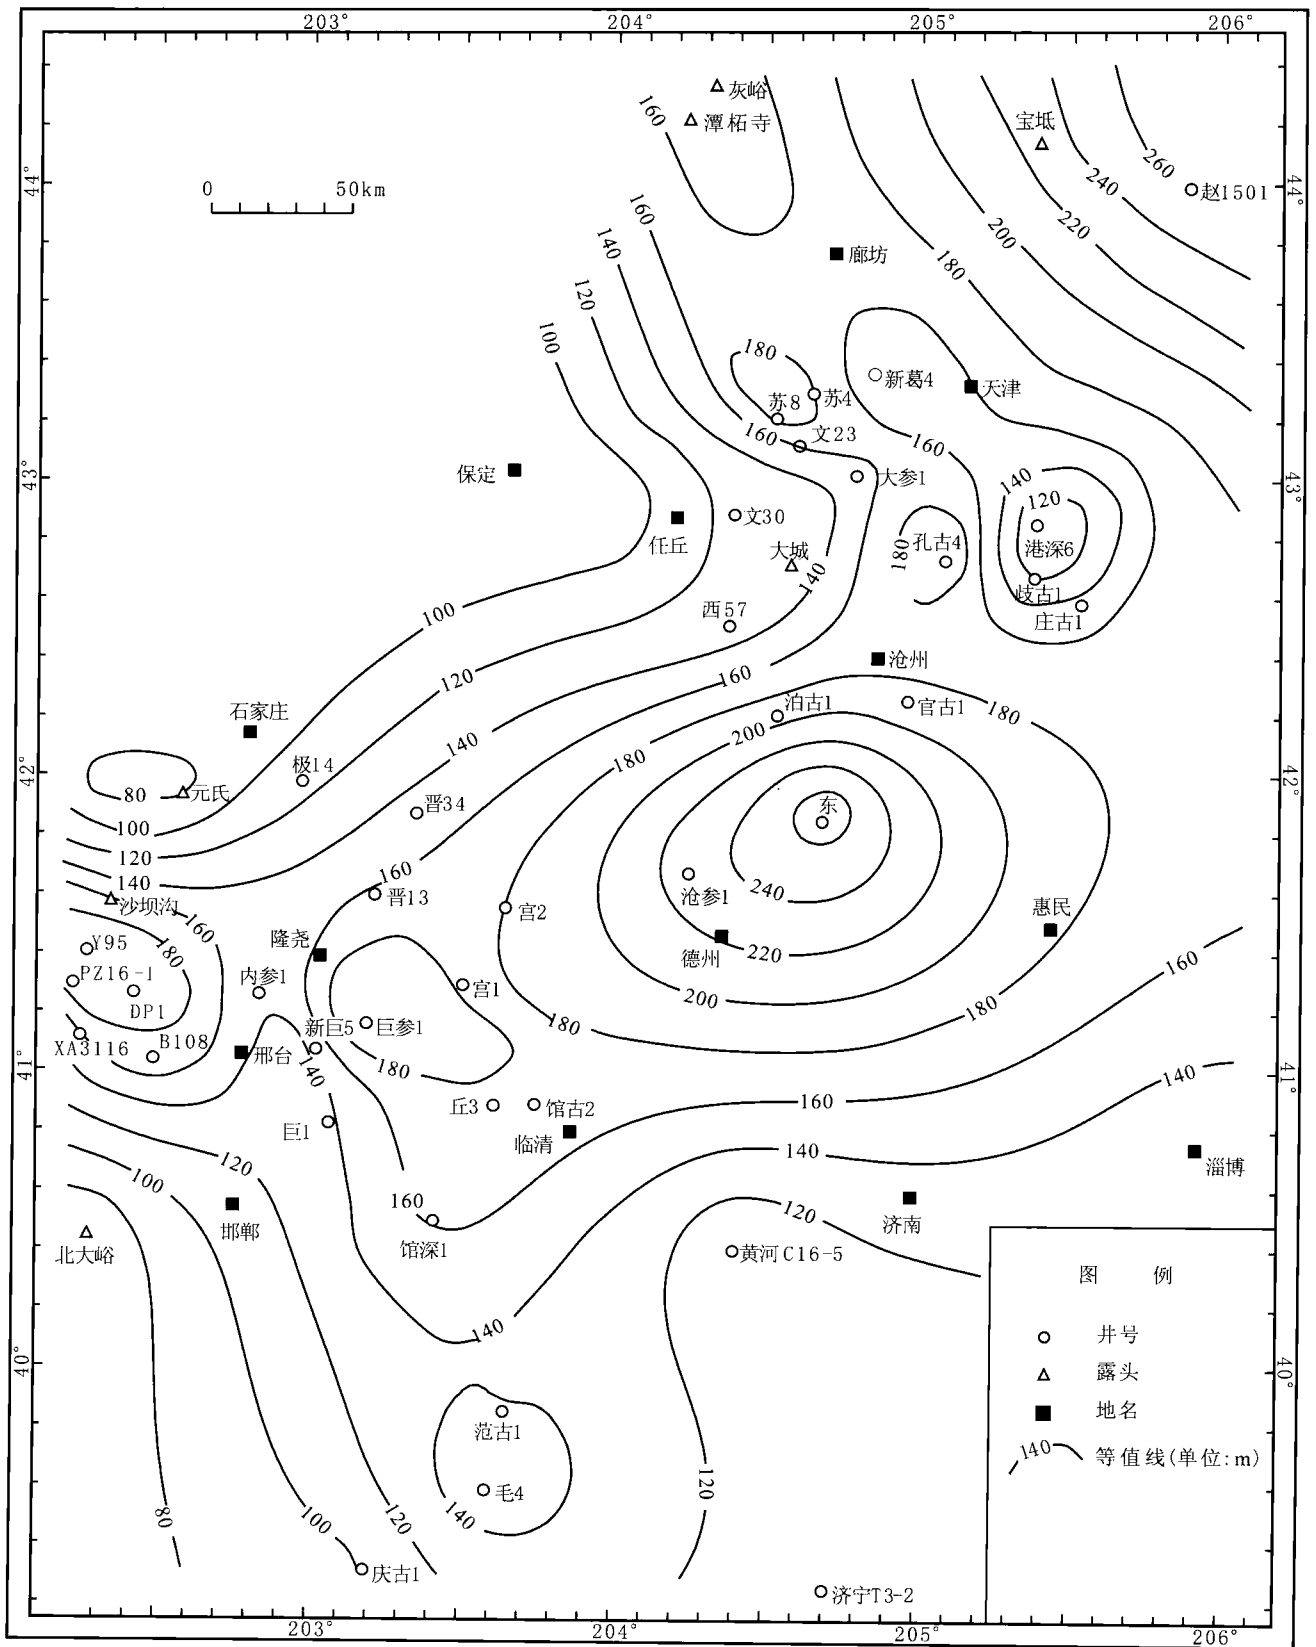 203°
204°
205°
206°
灰峪
160
潭柘寺
宝坻
44°
0 50km
260
240
44°
赵1501
160
220
140
200
廊坊
180
120
100
180
新葛4
天津
苏8
苏4
160
文23
160
保定
43°
大参1
140
43°
120
文30
任丘
孔古4
180
港深6
大城
140
歧古1
100
西57
庄古1
沧州
120
160
泊古1
官古1
180
石家庄
200
140
180
极14
42°
42°
80
元氏
晋34
东
100
120
160
240
140
沧参1
沙坝沟
晋13
宫2
惠民
160
隆尧
Y95
180
德州
220
160
PZ16-1
内参1
宫1
DP1
200
新巨5
巨参1
180
180
XA3116
B108
邢台
41°
41°
140
180
140
丘3
馆古2
160
巨1
临清
140
120
淄博
100
160
120
邯郸
济南
北大峪
馆深1
黄河C16-5
图 例
140
井号
40°
露头
40°
地名
范古1
140
等值线(单位:m)
毛4
120
80
100
120
140
庆古1
济宁T3-2
203°
204°
205°
206°